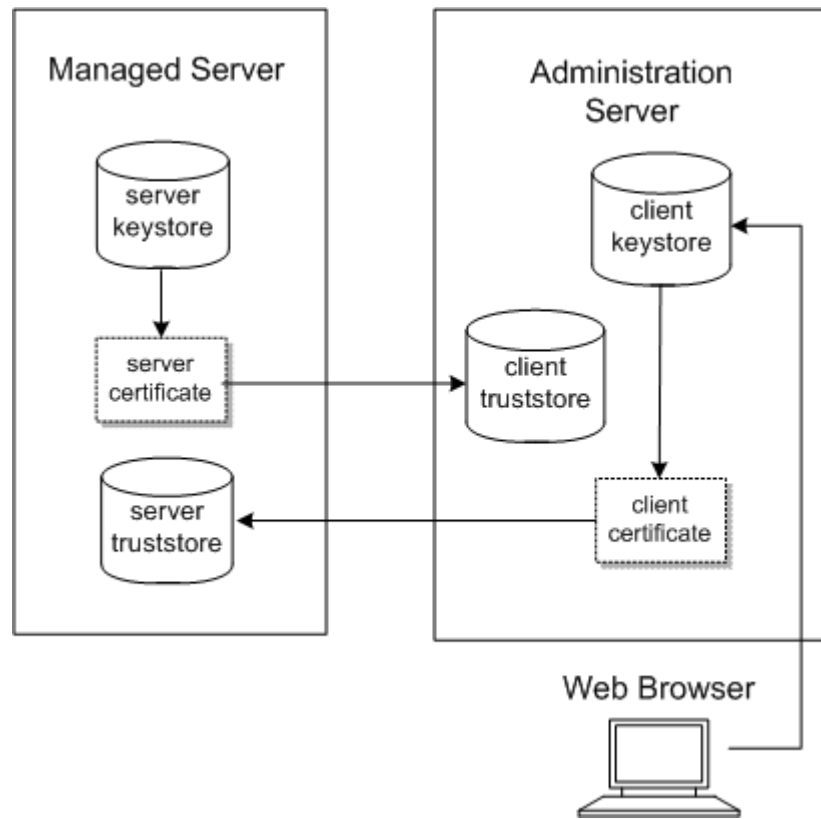 Managed Server
server
keystore
server
certificate
server
truststore
Administration
Server
client
keystore
client
truststore
client
certificate
Web Browser